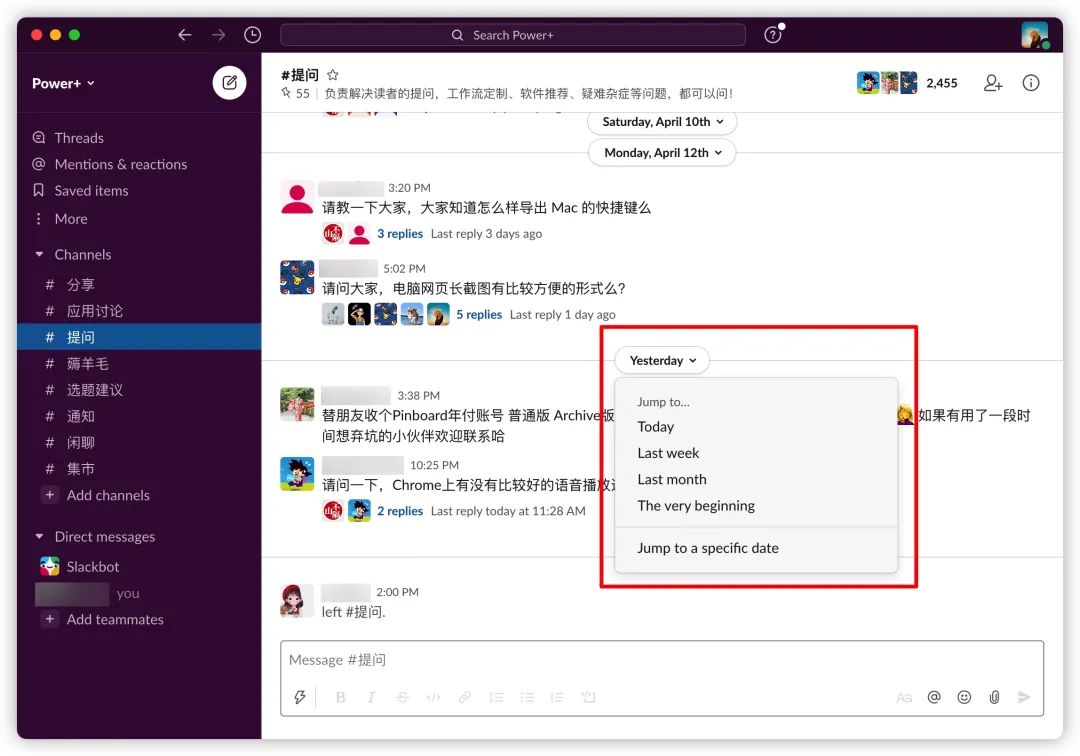 Search Power+
Power+
Threads
Mentions & reactions
Saved items
More
Channels
# 分享
# 应用讨论
# 提问
# 薅羊毛
# 选题建议
# 通知
# 闲聊
# 集市
+ Add channels
Direct messages
Slackbot
you
+ Add teammates
#提问
55 | 负责解决读者的提问，工作流定制、软件推荐、疑难杂症等问题，都可以问！
2,455
Saturday, April 10th
Monday, April 12th
3:20 PM
请教一下大家，大家知道怎么样导出 Mac 的快捷键么
3 replies Last reply 3 days ago
5:02 PM
请问大家，电脑网页长截图有比较方便的形式么？
5 replies Last reply 1 day ago
Yesterday
Jump to...
Today
Last week
Last month
The very beginning
Jump to a specific date
3:38 PM
替朋友收个Pinboard年付账号 普通版 Archive版 如果有用了一段时
间想弃坑的小伙伴欢迎联系哈
10:25 PM
请问一下，Chrome上有没有比较好的语音播放
2 replies Last reply today at 11:28 AM
2:00 PM
left #提问.
Message #提问
B I S </> Aa @